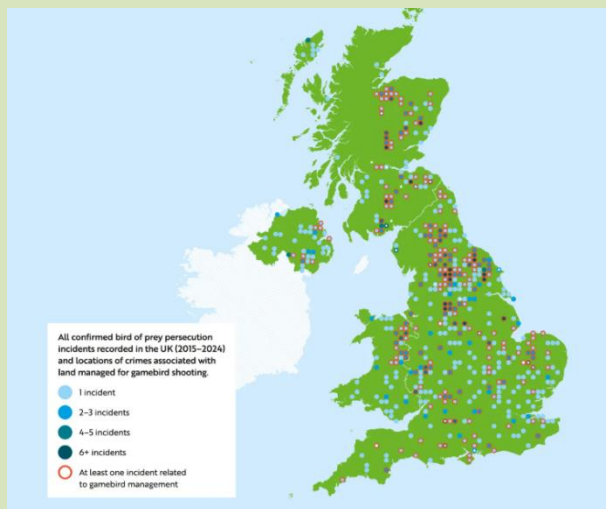 All confirmed bird of prey persecution
incidents recorded in the UK (2015–2024)
and locations of crimes associated with
land managed for gamebird shooting.
1 incident
2–3 incidents
4–5 incidents
6+ incidents
At least one incident related
to gamebird management